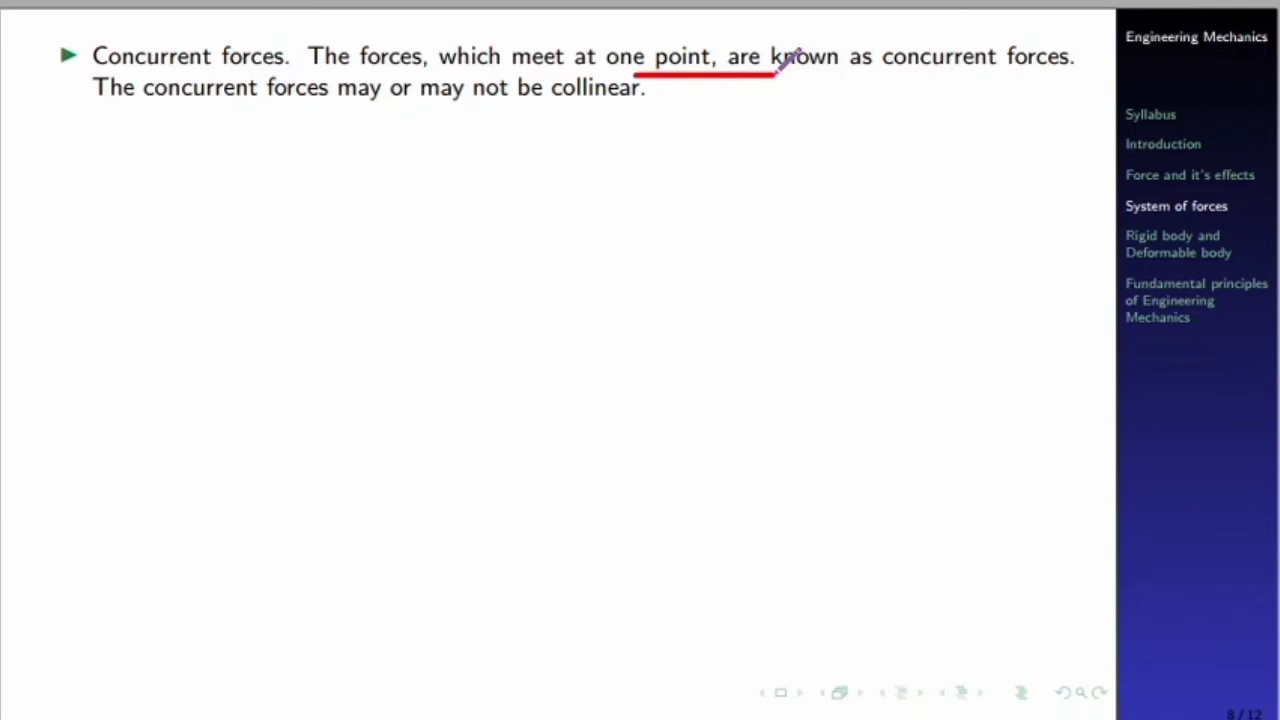 Concurrent forces. The forces, which meet at one point, are known as concurrent forces.
The concurrent forces may or may not be collinear.
Engineering Mechanics
Syllabus
Introduction
Force and it's effects
System of forces
Rigid body and
Deformable body
Fundamental principles
of Engineering
Mechanics
8 / 12